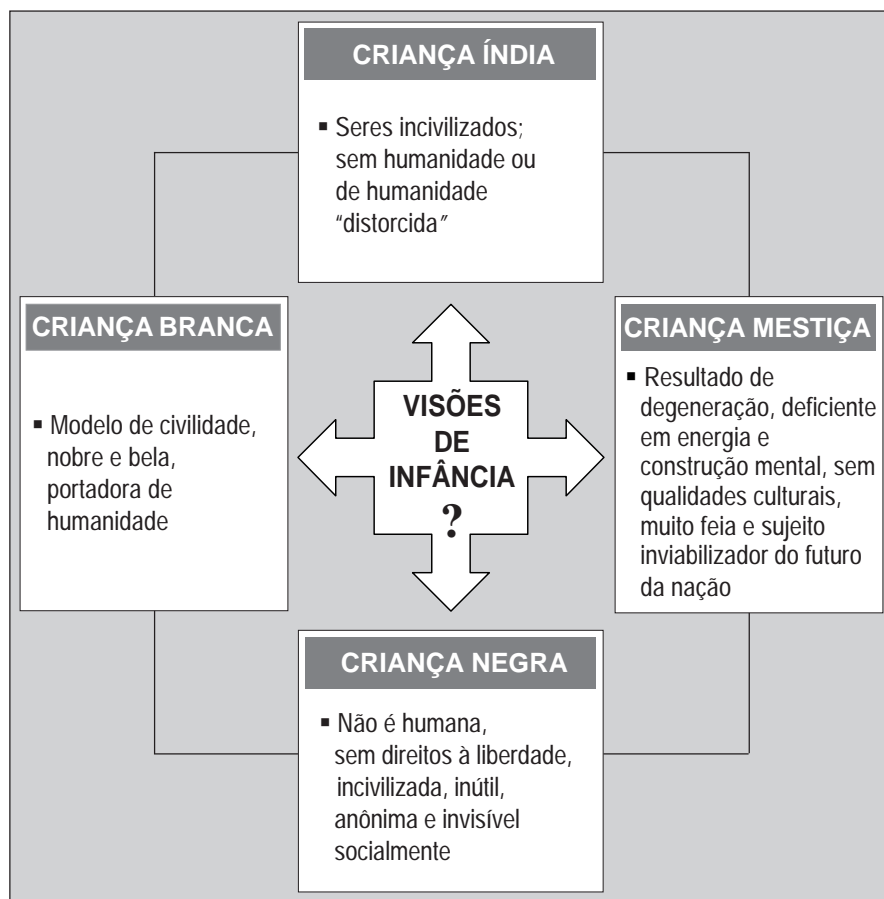 CRIANÇA ÍNDIA
▪ Seres incivilizados;
sem humanidade ou
de humanidade
“distorcida”
CRIANÇA BRANCA
▪ Modelo de civilidade,
nobre e bela,
portadora de
humanidade
VISÕES
DE
INFÂNCIA
?
CRIANÇA MESTIÇA
▪ Resultado de
degeneração, deficiente
em energia e
construção mental, sem
qualidades culturais,
muito feia e sujeito
inviabilizador do futuro
da nação
CRIANÇA NEGRA
▪ Não é humana,
sem direitos à liberdade,
incivilizada, inútil,
anônima e invisível
socialmente